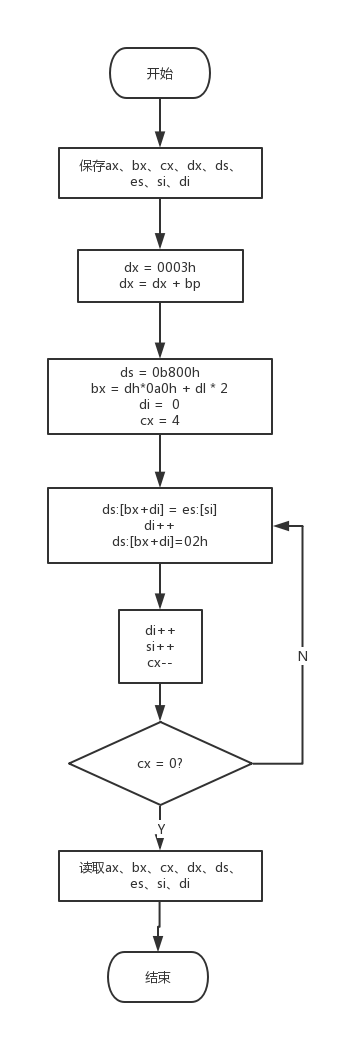 开始
保存ax、bx、cx、dx、ds、
es、si、di
dx = 0003h
dx = dx + bp
ds = 0b800h
bx = dh*0a0h + dl * 2
di = 0
cx = 4
ds:[bx+di] = es:[si]
di++
ds:[bx+di]=02h
di++
si++
cx--
N
cx = 0?
Y
读取ax、bx、cx、dx、ds、
es、si、di
结束